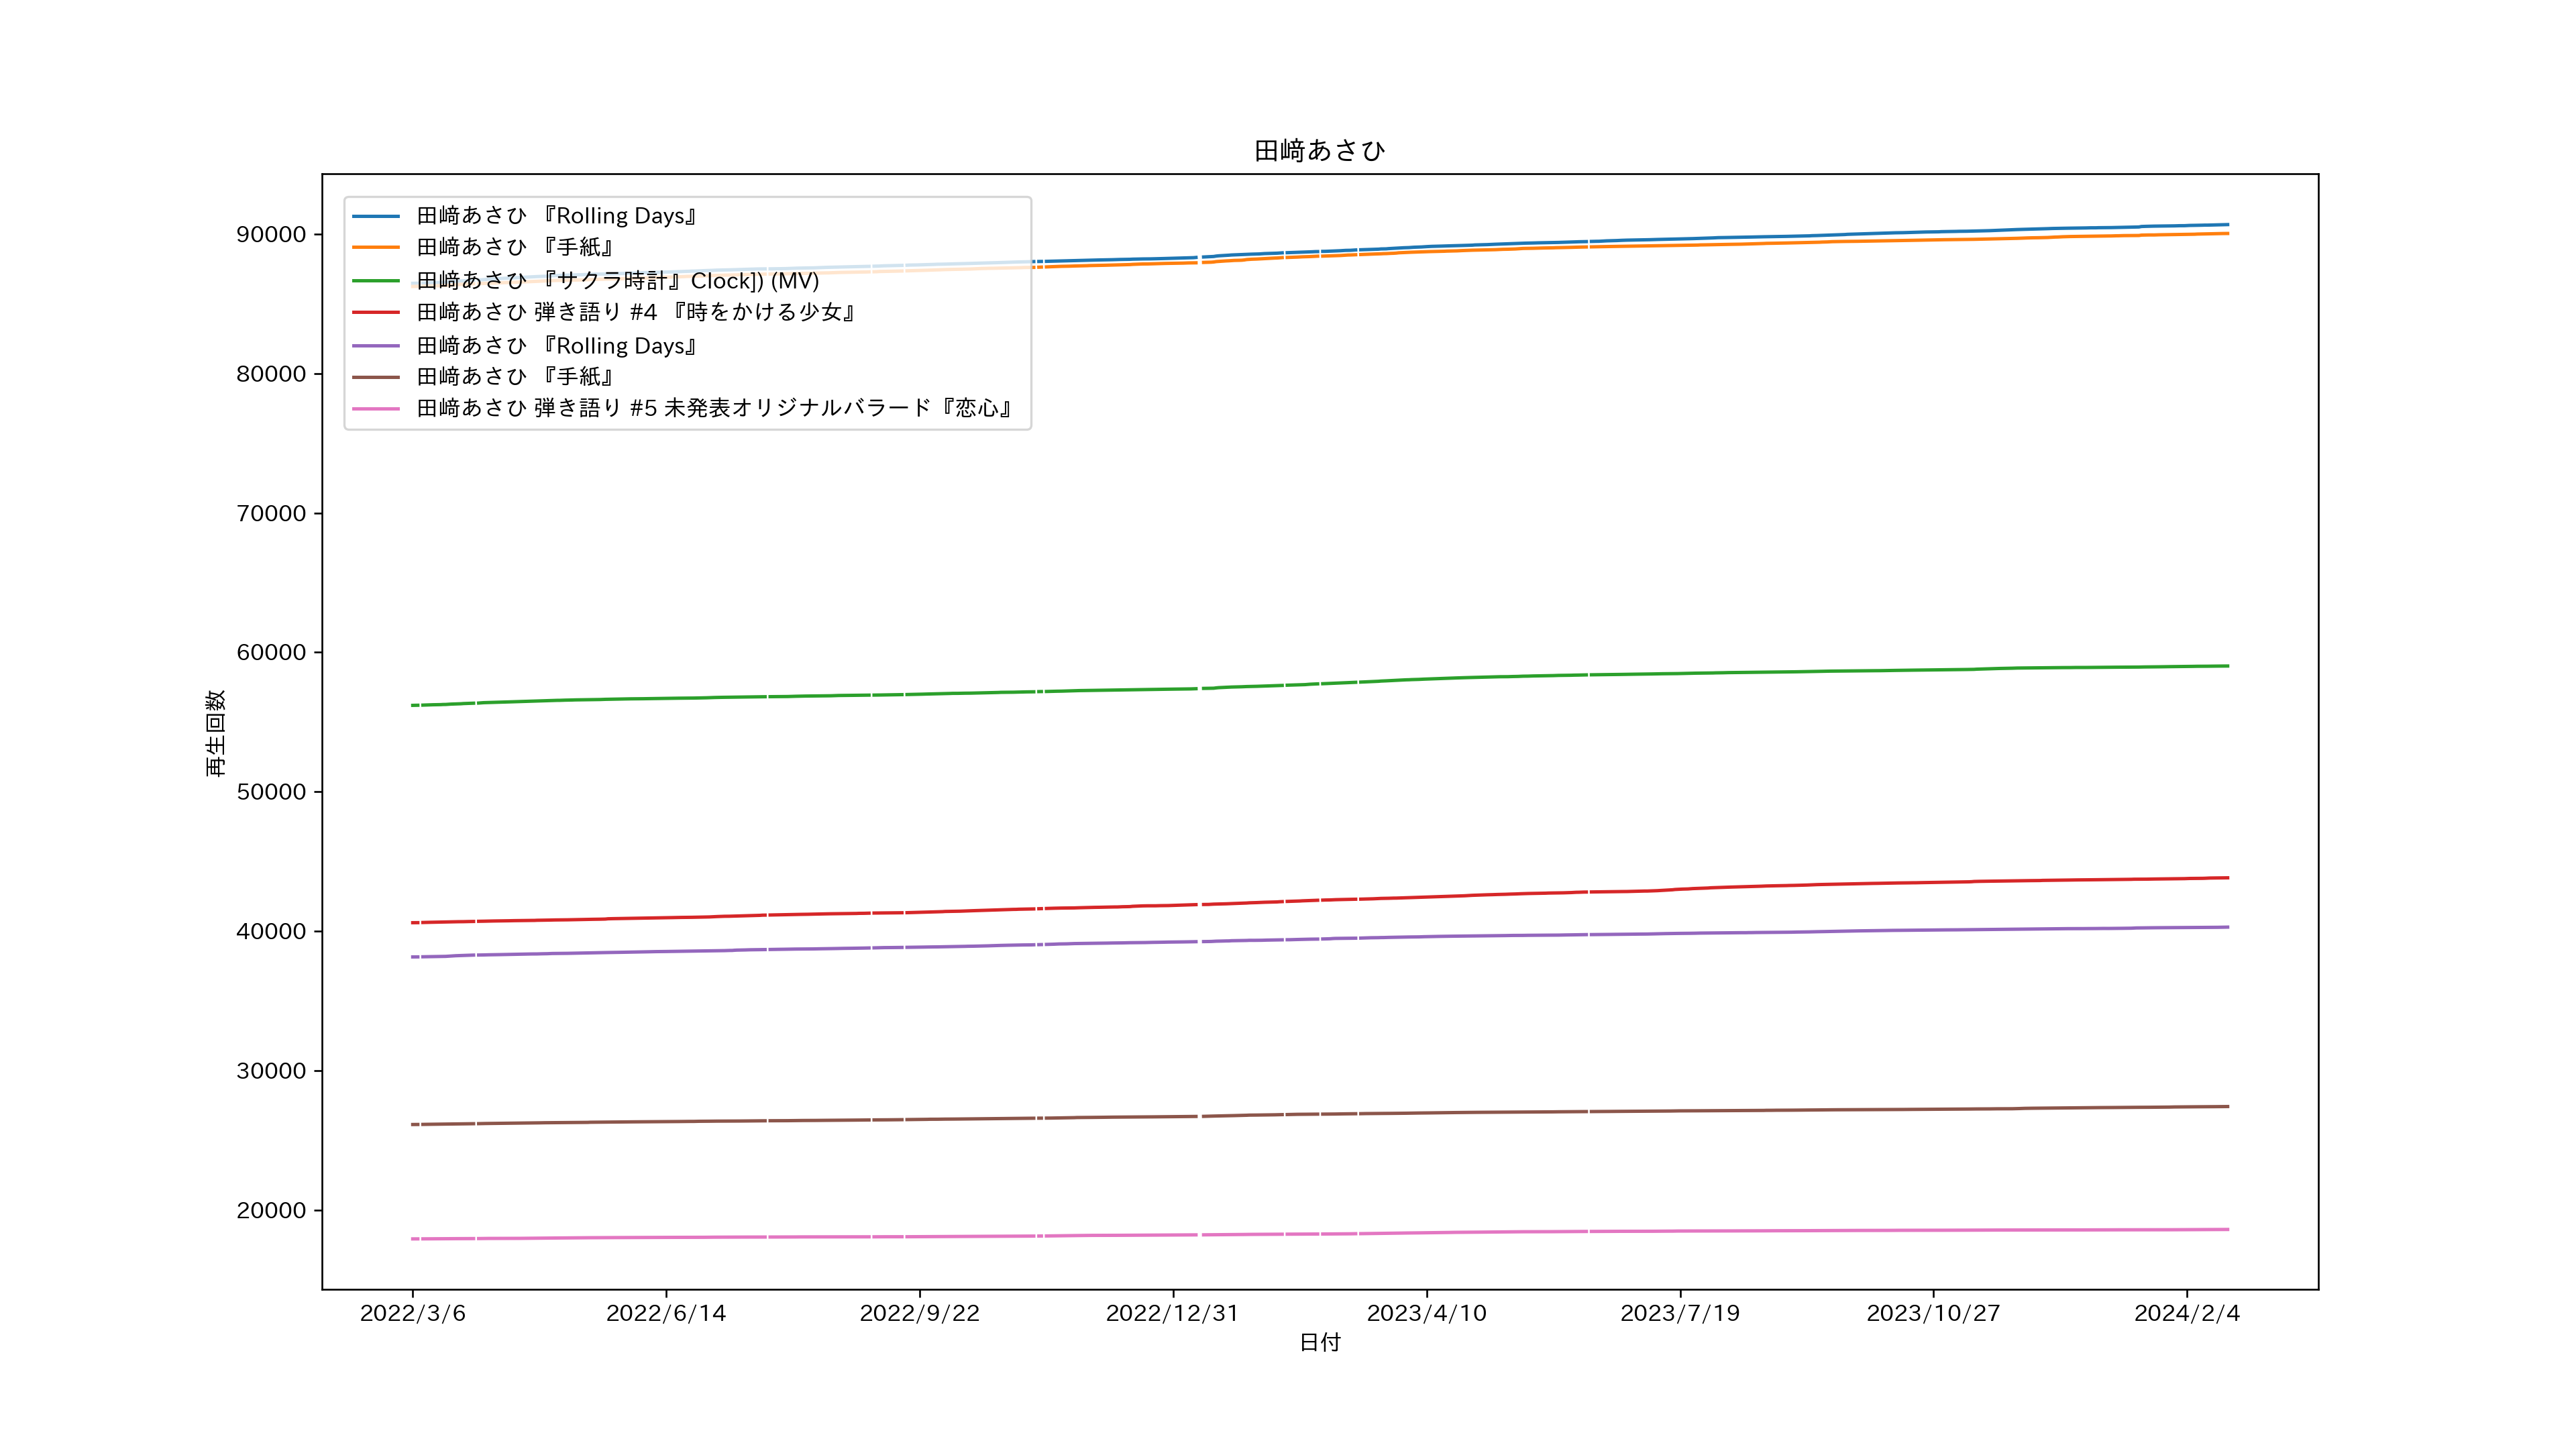 田﨑あさひ
田﨑あさひ 『Rolling Days』
田﨑あさひ 『手紙』
田﨑あさひ 『サクラ時計』Clock]) (MV)
田﨑あさひ 弾き語り #4 『時をかける少女』
田﨑あさひ 『Rolling Days』
田﨑あさひ 『手紙』
田﨑あさひ 弾き語り #5 未発表オリジナルバラード『恋心』
90000
80000
70000
60000
50000
40000
30000
20000
再生回数
2022/3/6 2022/6/14 2022/9/22 2022/12/31 2023/4/10 2023/7/19 2023/10/27 2024/2/4
日付